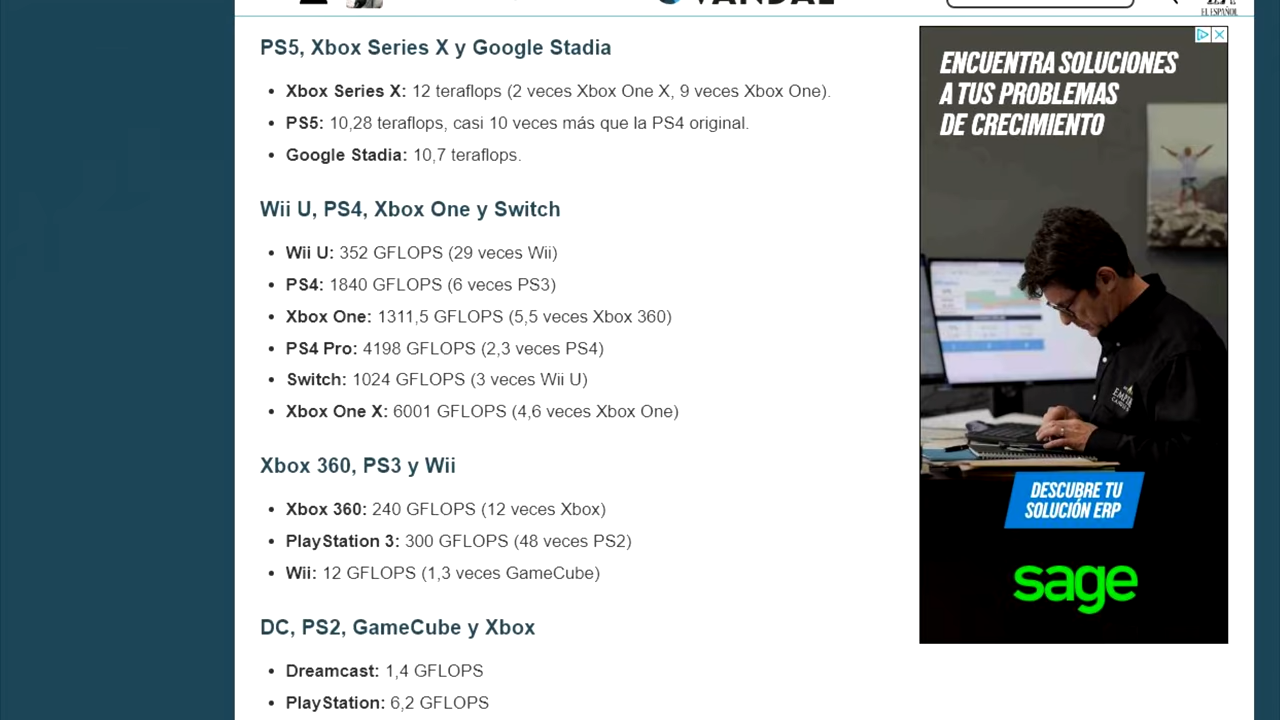 VANDAL
EL ESPAÑOL
PS5, Xbox Series X y Google Stadia
Xbox Series X: 12 teraflops (2 veces Xbox One X, 9 veces Xbox One).
PS5: 10,28 teraflops, casi 10 veces más que la PS4 original.
Google Stadia: 10,7 teraflops.
Wii U, PS4, Xbox One y Switch
Wii U: 352 GFLOPS (29 veces Wii)
PS4: 1840 GFLOPS (6 veces PS3)
Xbox One: 1311,5 GFLOPS (5,5 veces Xbox 360)
PS4 Pro: 4198 GFLOPS (2,3 veces PS4)
Switch: 1024 GFLOPS (3 veces Wii U)
Xbox One X: 6001 GFLOPS (4,6 veces Xbox One)
Xbox 360, PS3 y Wii
Xbox 360: 240 GFLOPS (12 veces Xbox)
PlayStation 3: 300 GFLOPS (48 veces PS2)
Wii: 12 GFLOPS (1,3 veces GameCube)
DC, PS2, GameCube y Xbox
Dreamcast: 1,4 GFLOPS
PlayStation: 6,2 GFLOPS
ENCUENTRA SOLUCIONES
A TUS PROBLEMAS
DE CRECIMIENTO
DESCUBRE TU
SOLUCIÓN ERP
sage